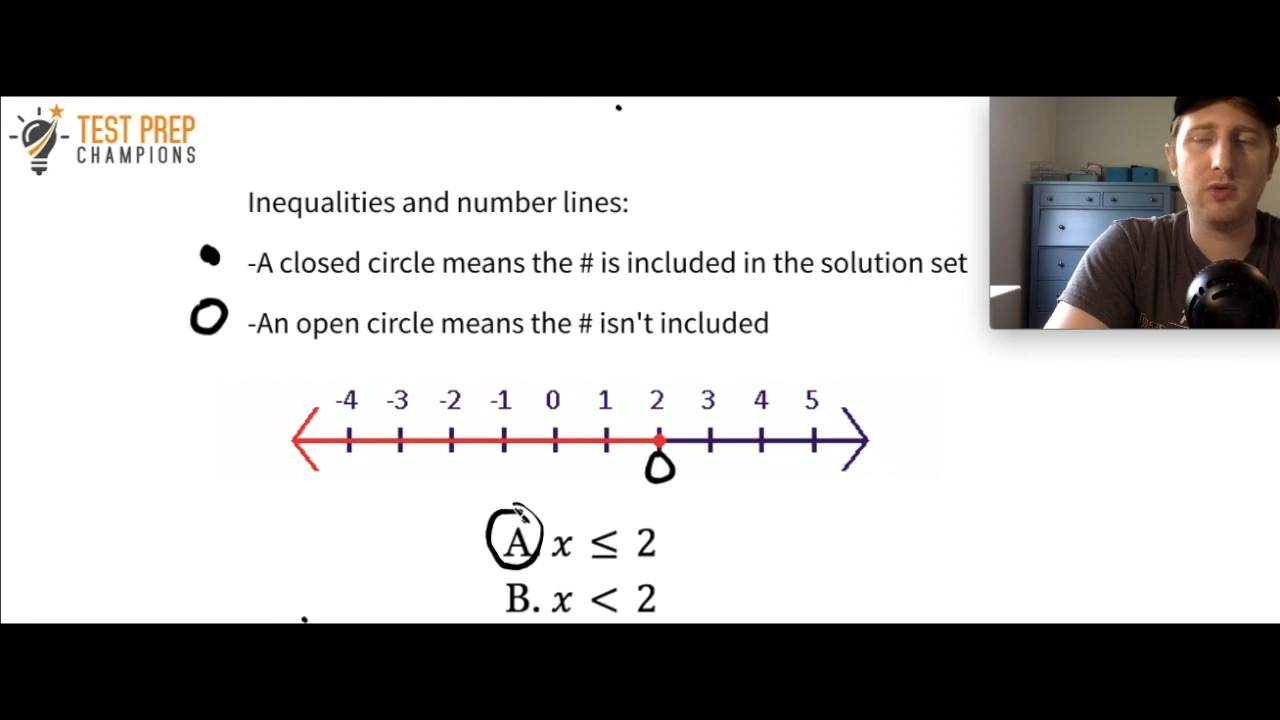 TEST PREP
CHAMPIONS
Inequalities and number lines:
-A closed circle means the # is included in the solution set
-An open circle means the # isn't included
-4 -3 -2 -1 0 1 2 3 4 5
A. x ≤ 2
B. x < 2